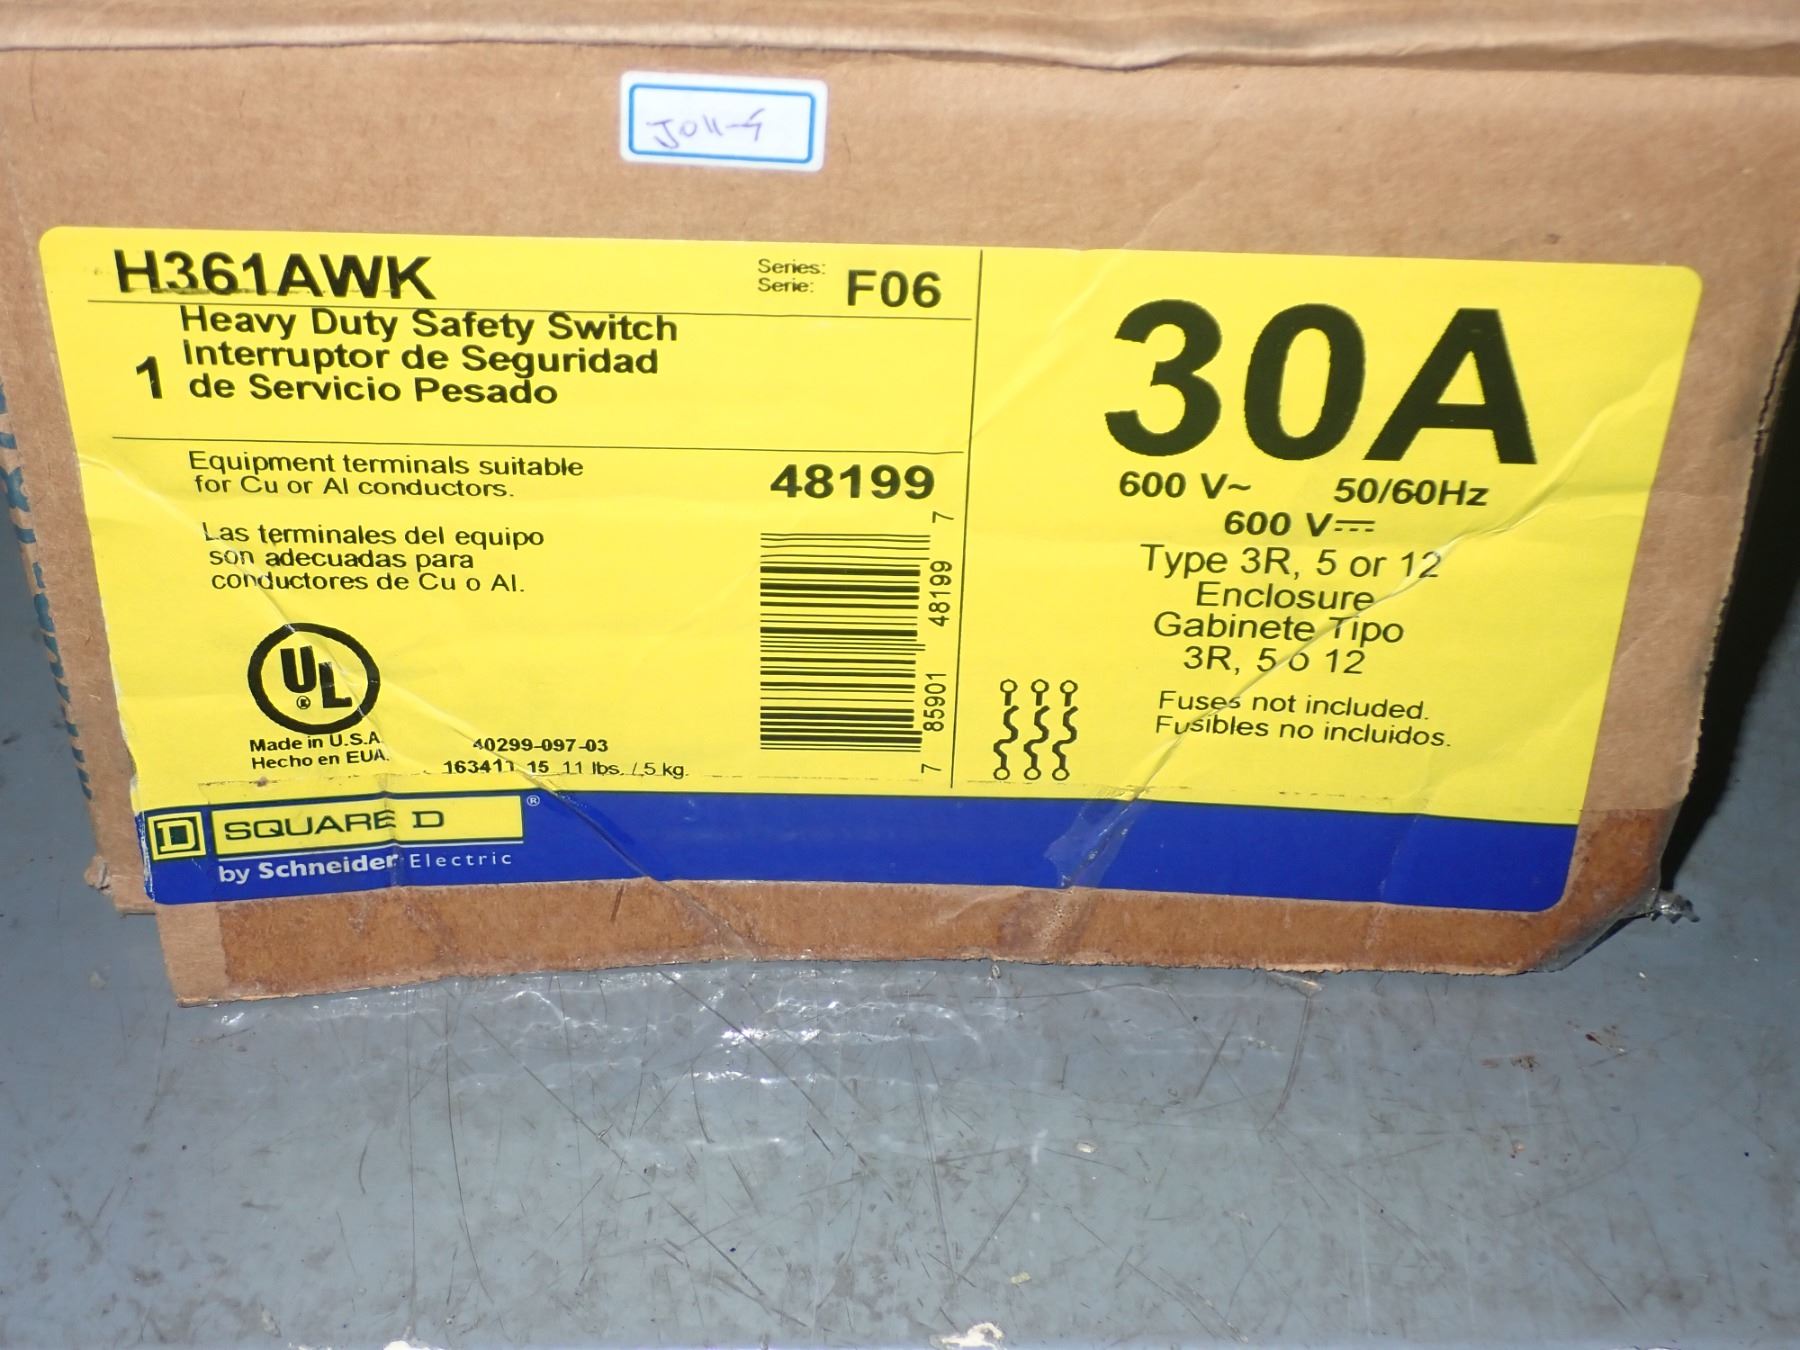 J011-4
H361AWK
Series:
Serie:
F06
1
Heavy Duty Safety Switch
Interruptor de Seguridad
de Servicio Pesado
Equipment terminals suitable
for Cu or Al conductors.
Las terminales del equipo
son adecuadas para
conductores de Cu o Al.
48199
7 85901 48199 7
UL
®
Made in U.S.A.
Hecho en EUA.
40299-097-03
163411 15 11 lbs. / 5 kg.
30A
600 V~ 50/60Hz
600 V⎓
Type 3R, 5 or 12
Enclosure
Gabinete Tipo
3R, 5 o 12
Fuses not included.
Fusibles no incluidos.
D SQUARE D ®
by Schneider Electric